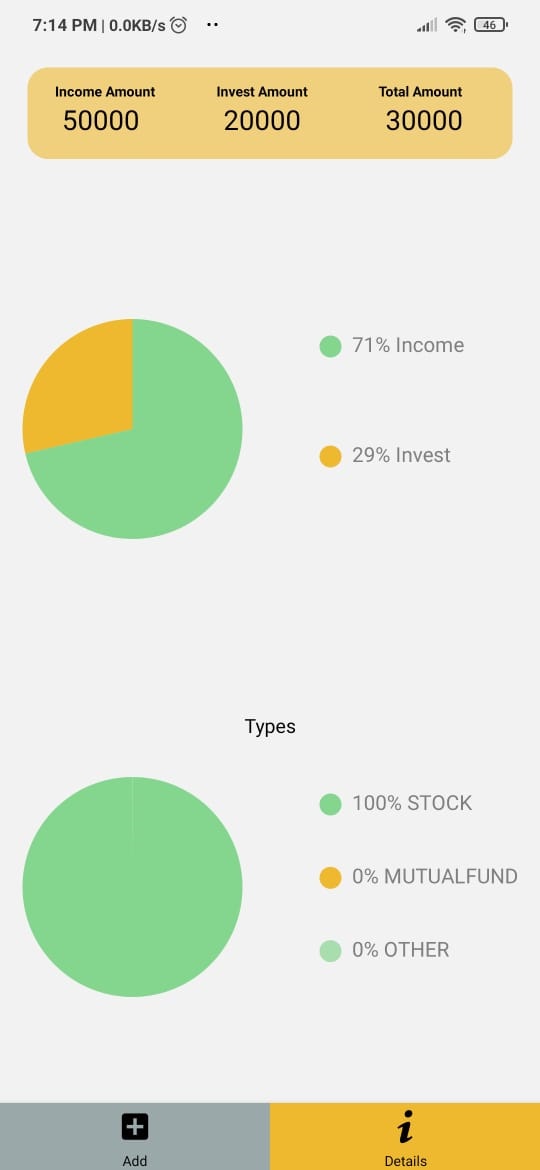 7:14 PM | 0.0KB/s
46
Income Amount Invest Amount Total Amount
50000 20000 30000
71% Income
29% Invest
Types
100% STOCK
0% MUTUALFUND
0% OTHER
Add Details